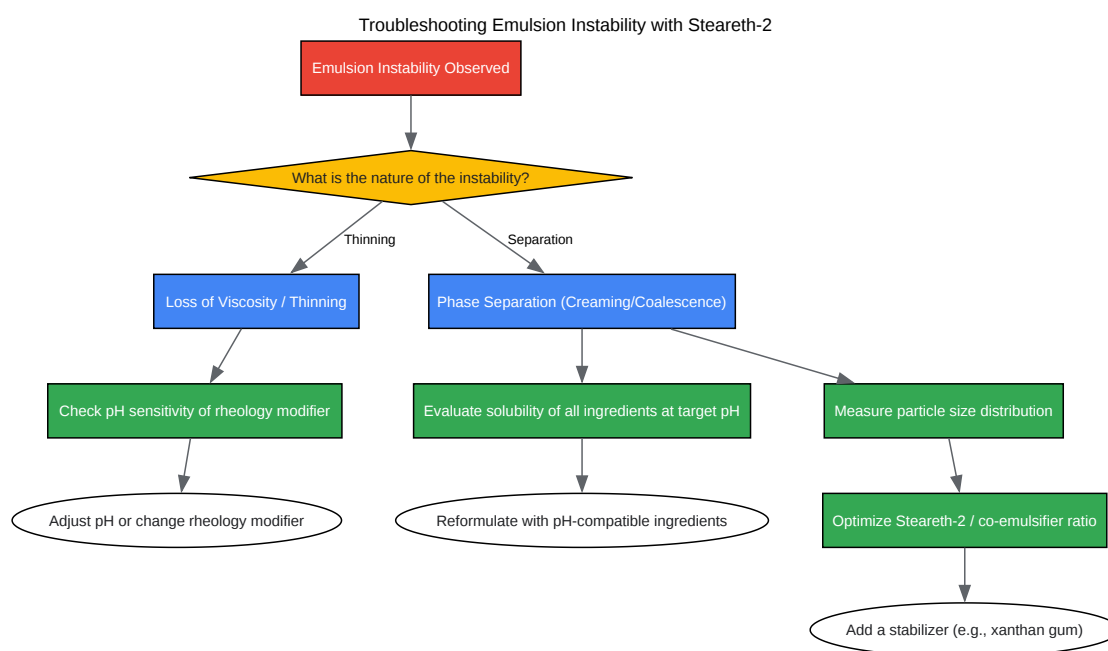 Troubleshooting Emulsion Instability with Steareth-2
Emulsion Instability Observed
What is the nature of the instability?
Thinning
Separation
Loss of Viscosity / Thinning
Phase Separation (Creaming/Coalescence)
Check pH sensitivity of rheology modifier
Evaluate solubility of all ingredients at target pH
Measure particle size distribution
Adjust pH or change rheology modifier
Reformulate with pH-compatible ingredients
Optimize Steareth-2 / co-emulsifier ratio
Add a stabilizer (e.g., xanthan gum)